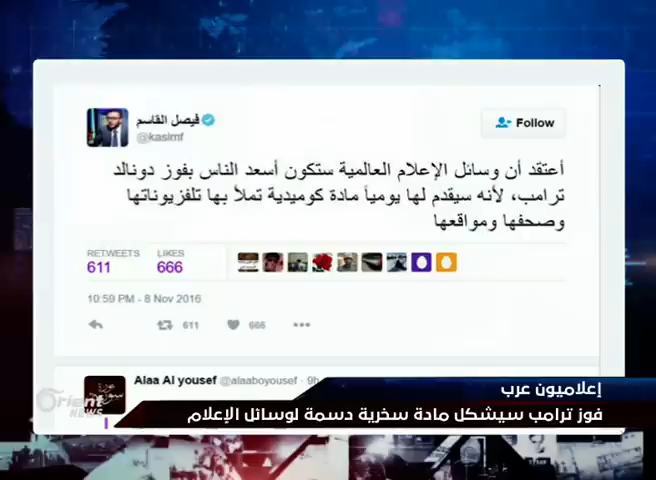 فيصل القاسم
@kasimf
Follow
أعتقد أن وسائل الإعلام العالمية ستكون أسعد الناس بفوز دونالد
ترامب، لأنه سيقدم لها يومياً مادة كوميدية تملأ بها تلفزيوناتها
وصحفها ومواقعها
RETWEETS LIKES
611 666
10:59 PM - 8 Nov 2016
611 666
Alaa Al yousef @alaaboyousef · 9h
Orient
NEWS
إعلاميون عرب
فوز ترامب سيشكل مادة سخرية دسمة لوسائل الإعلام